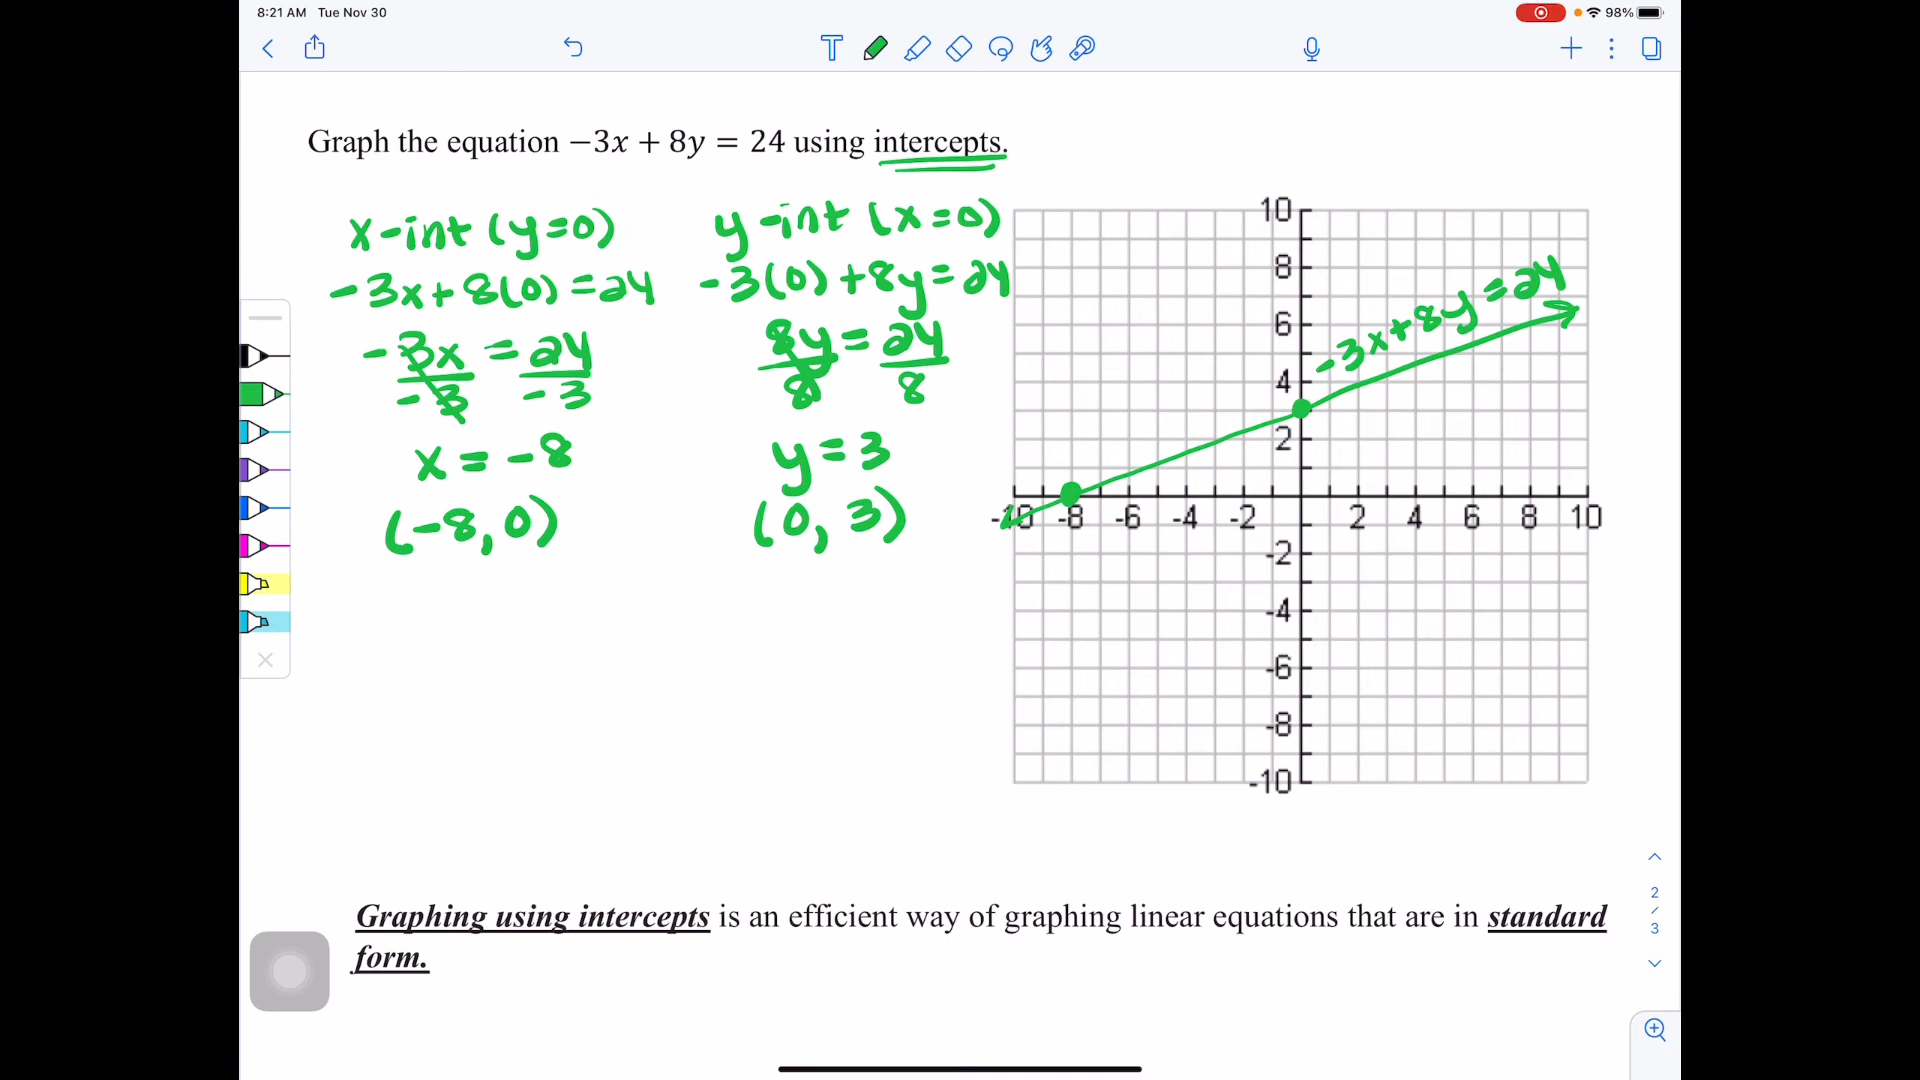 8:21 AM Tue Nov 30
98%
Graph the equation −3x + 8y = 24 using intercepts.
x-int (y=0)
-3x+8(0)=24
-3x = 24
-3 -3
x = -8
(-8,0)
y-int (x=0)
-3(0)+8y=24
8y = 24
8 8
y=3
(0, 3)
-3x+8y=24
10
8
6
4
2
-10 -8 -6 -4 -2 2 4 6 8 10
-2
-4
-6
-8
-10
Graphing using intercepts is an efficient way of graphing linear equations that are in standard
form.
2
/
3